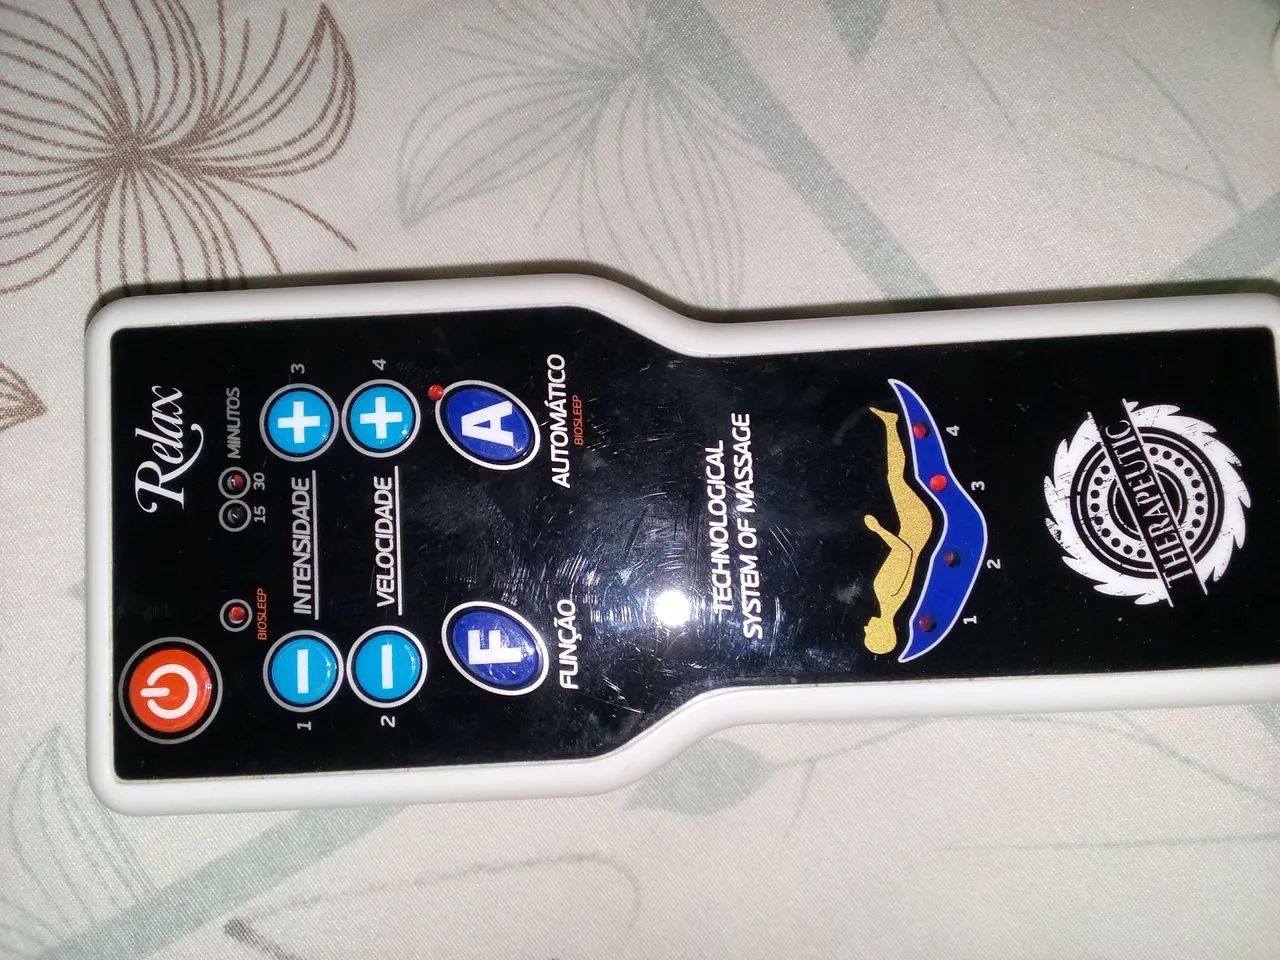 Relax
15 30 MINUTOS
BIOSLEEP
1 INTENSIDADE 3
2 VELOCIDADE 4
F A
FUNÇÃO AUTOMÁTICO
BIOSLEEP
TECHNOLOGICAL
SYSTEM OF MASSAGE
1 2 3 4
THERAPEUTIC